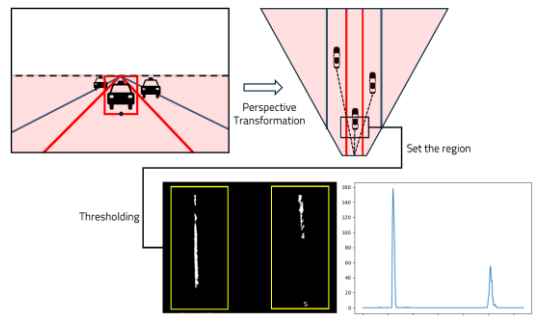 Perspective
Transformation
Set the region
Thresholding
S
160
140
120
100
80
60
40
20
0